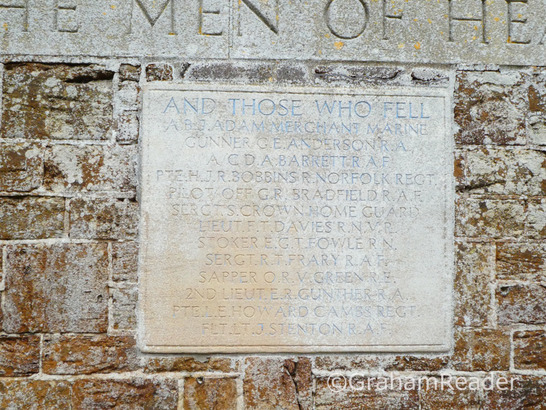 THE MEN OF HEA
AND THOSE WHO FELL
A.B. B. ADAM. MERCHANT MARINE
GUNNER. G.E. ANDERSON R.A.
A.C. D.A. BARRETT. R.A.F.
PTE. H.J.R. BOBBINS R. NORFOLK REGT.
PILOT OFF. G.R. BRADFIELD. R.A.F.
S. CROWN. HOME GUARD
LIEUT. F.T. DAVIES R.N.V.R.
STOKER. E.G.T. FOWLE. R.N.
SERGT. R.T. FRARY. R.A.F.
SAPPER O.R.V. GREEN R.E.
2ND LIEUT. E.R. GUNTHER R.A.
PTE. L.E. HOWARD CAMBS REGT.
FLT. LT. J. STENTON R.A.F.
©GrahamReader